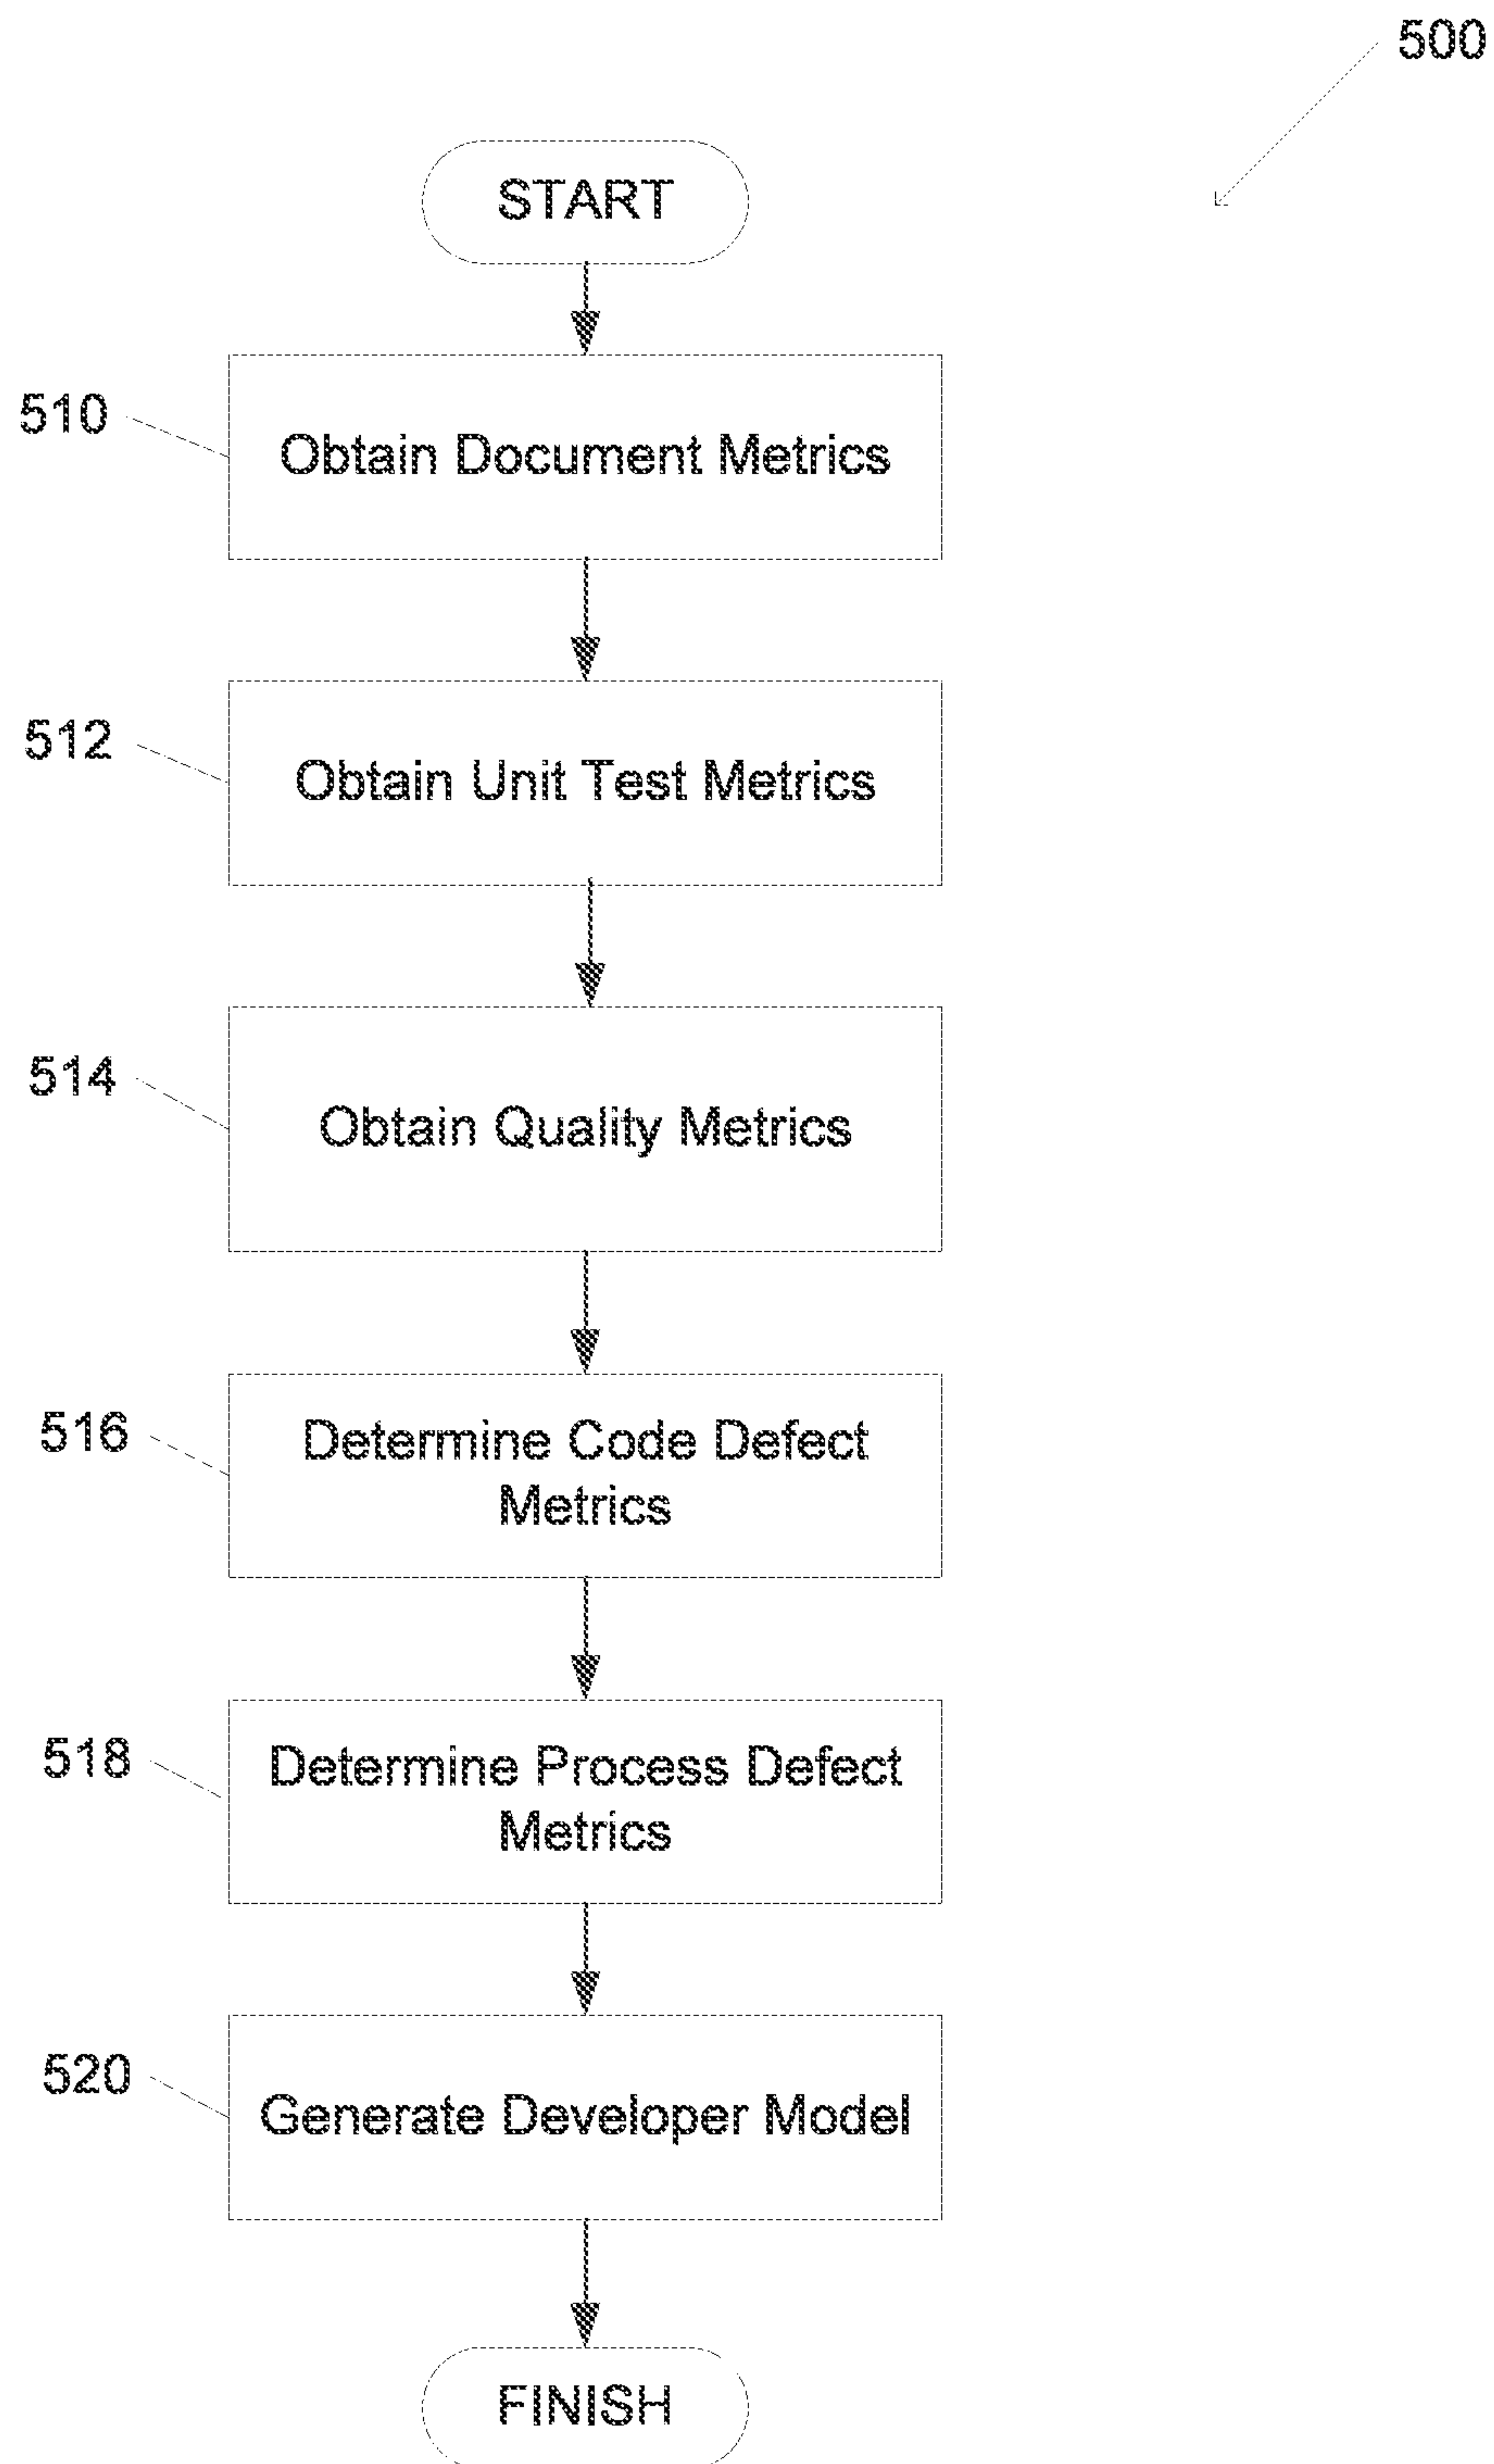 500
START
510
Obtain Document Metrics
512
Obtain Unit Test Metrics
514
Obtain Quality Metrics
516
Determine Code Defect
Metrics
518
Determine Process Defect
Metrics
520
Generate Developer Model
FINISH